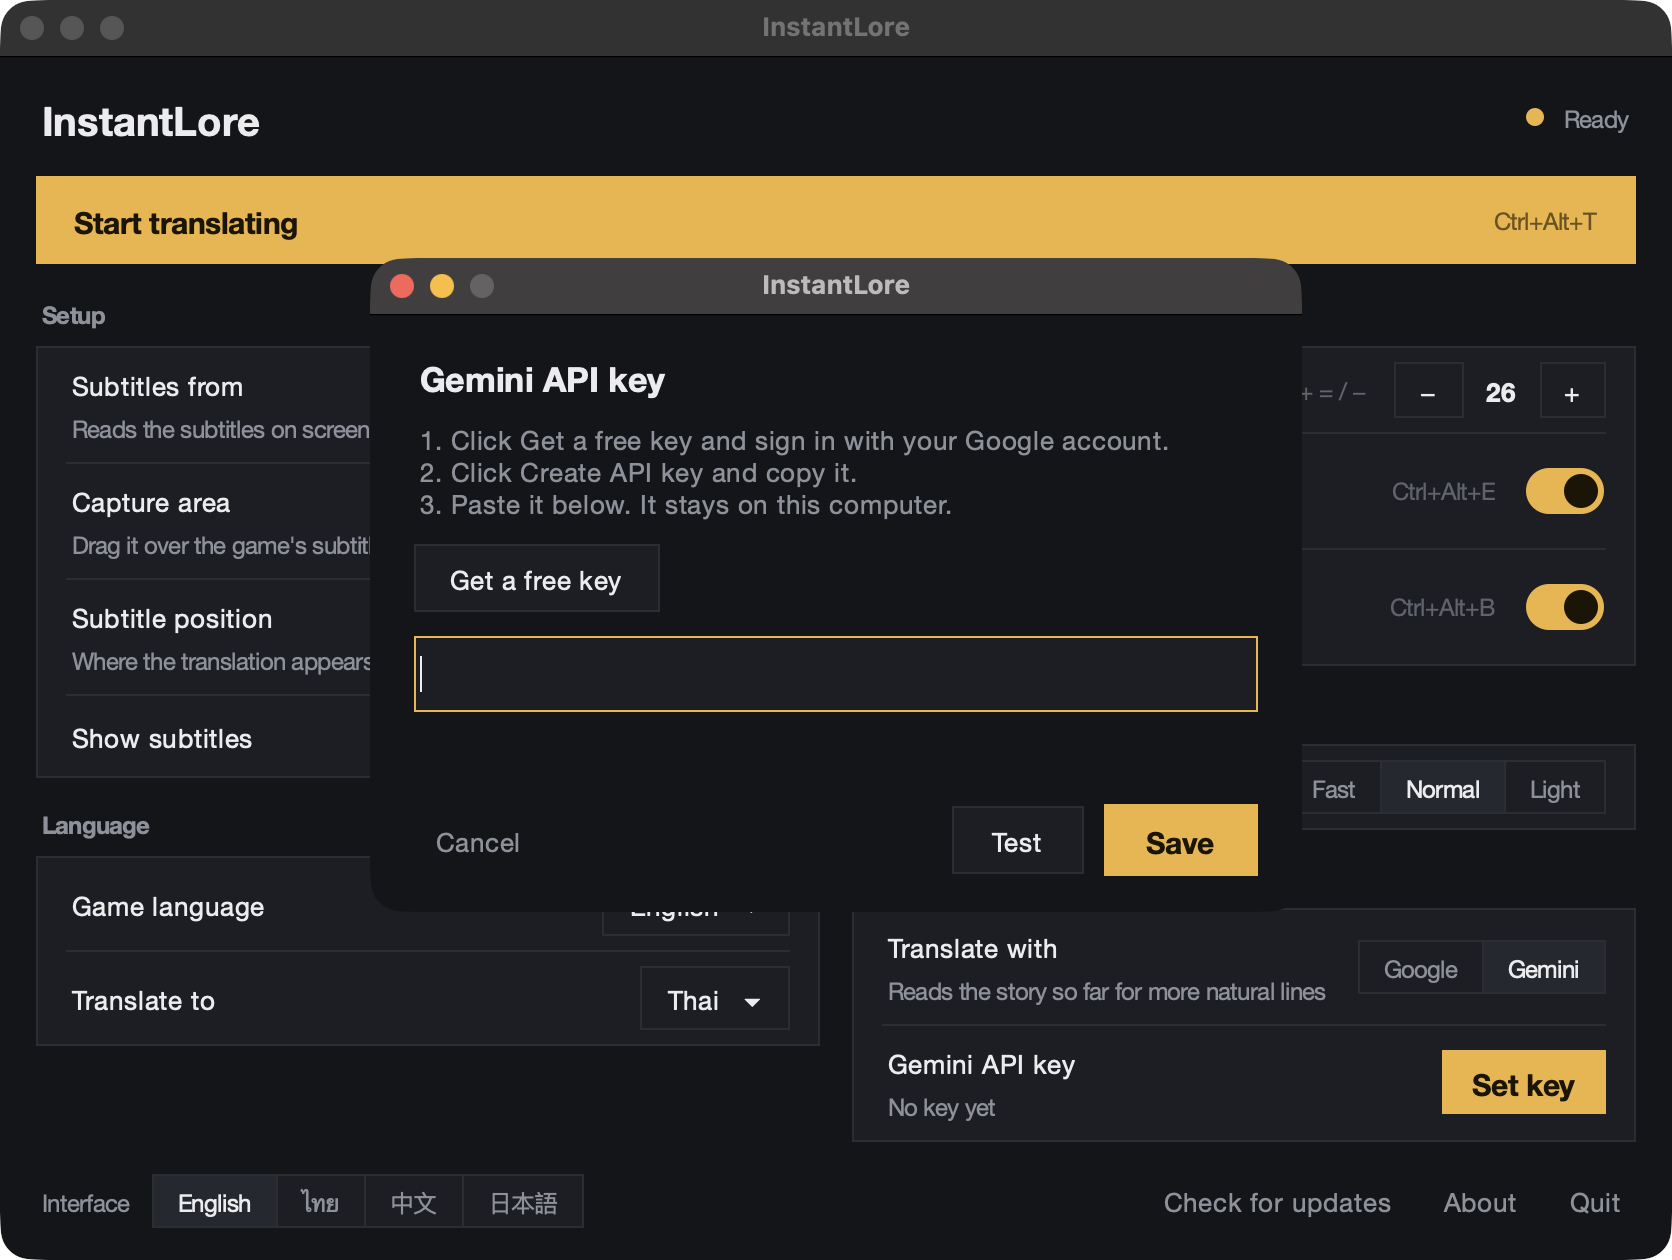 InstantLore
InstantLore
Ready
Start translating
Ctrl+Alt+T
InstantLore
Gemini API key
1. Click Get a free key and sign in with your Google account.
2. Click Create API key and copy it.
3. Paste it below. It stays on this computer.
Get a free key
Cancel
Test
Save
Setup
Subtitles from
Reads the subtitles on screen
Capture area
Drag it over the game's
Subtitle position
Where the translation appears
Show subtitles
+ = / −
−
26
+
Ctrl+Alt+E
Ctrl+Alt+B
Fast
Normal
Light
Language
Game language
English
Translate to
Thai
Translate with
Reads the story so far for more natural lines
Google
Gemini
Gemini API key
No key yet
Set key
Interface
English
ไทย
中文
日本語
Check for updates
About
Quit